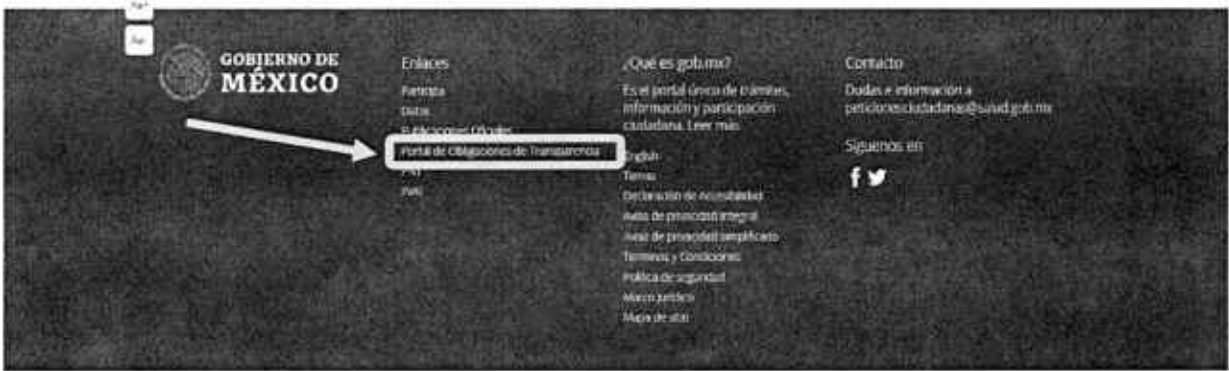 GOBIERNO DE
MÉXICO
Enlaces
Participa
Datos
Publicaciones Oficiales
Portal de Obligaciones de Transparencia
PNT
INAI
¿Qué es gob.mx?
Es el portal único de trámites,
información y participación
ciudadana. Leer más
English
Temas
Declaración de Accesibilidad
Aviso de privacidad integral
Aviso de privacidad simplificado
Términos y Condiciones
Política de seguridad
Marco Jurídico
Mapa de sitio
Contacto
Dudas e información a
peticionesciudadanas@salud.gob.mx
Síguenos en